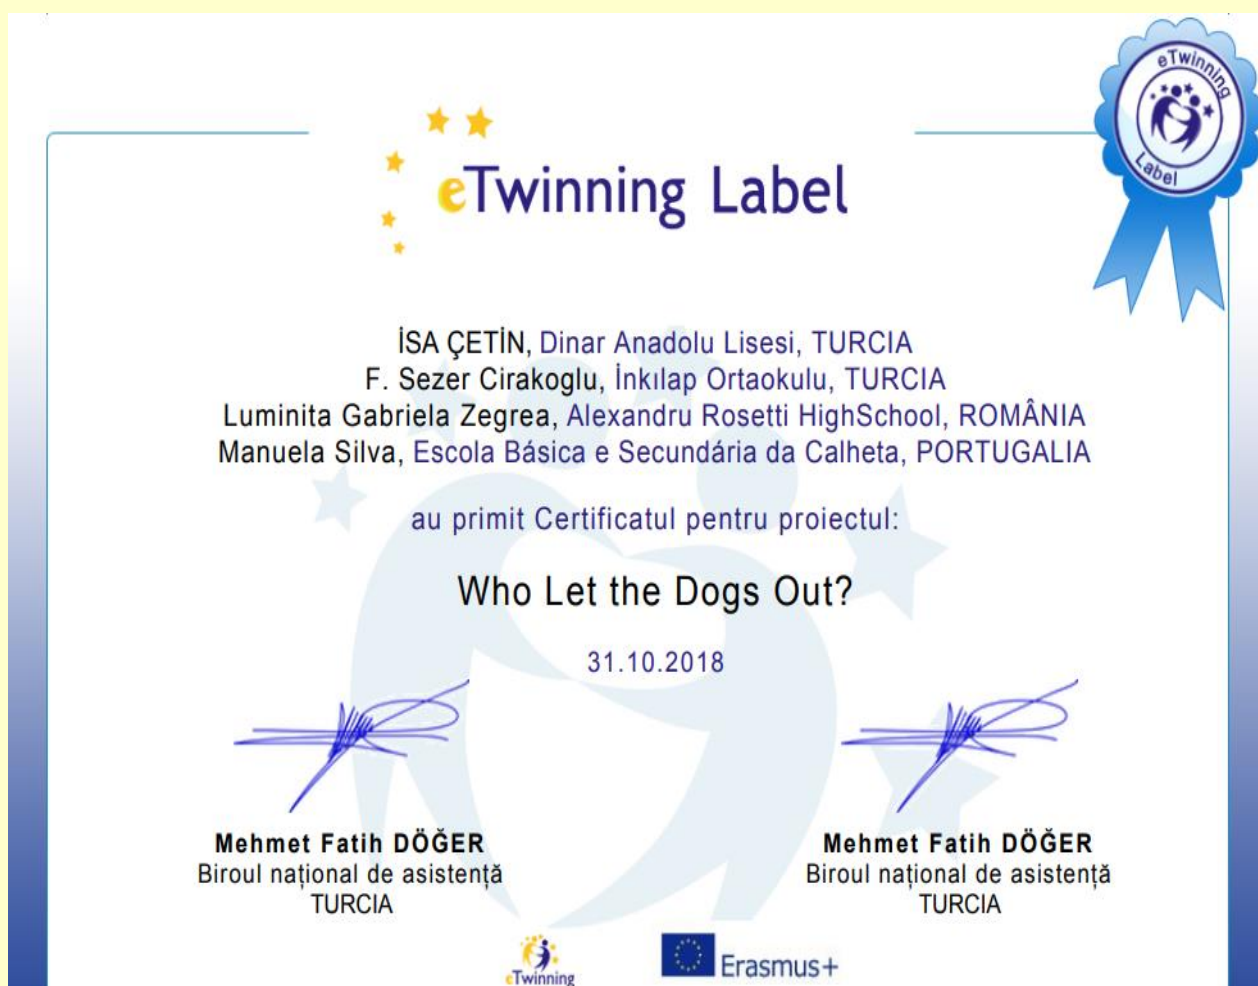 eTwinning
Label
eTwinning Label
İSA ÇETİN, Dinar Anadolu Lisesi, TURCIA
F. Sezer Cirakoglu, İnkılap Ortaokulu, TURCIA
Luminita Gabriela Zegrea, Alexandru Rosetti HighSchool, ROMÂNIA
Manuela Silva, Escola Básica e Secundária da Calheta, PORTUGALIA
au primit Certificatul pentru proiectul:
Who Let the Dogs Out?
31.10.2018
Mehmet Fatih DÖĞER
Biroul național de asistență
TURCIA
Mehmet Fatih DÖĞER
Biroul național de asistență
TURCIA
eTwinning
Erasmus+